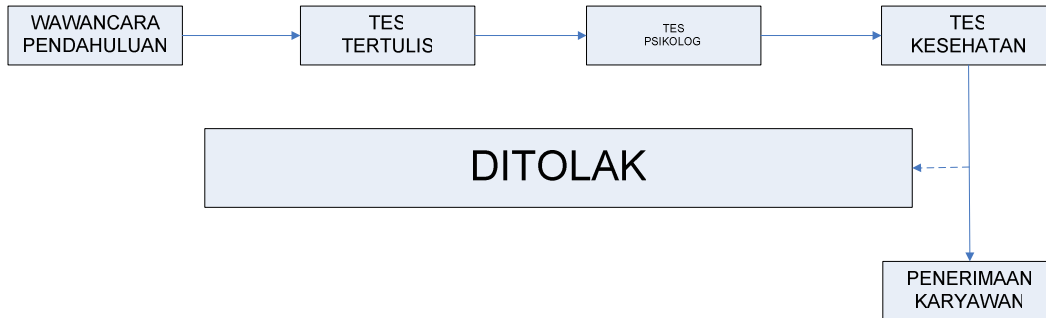 WAWANCARA
PENDAHULUAN
TES
TERTULIS
TES
PSIKOLOG
TES
KESEHATAN
DITOLAK
PENERIMAAN
KARYAWAN